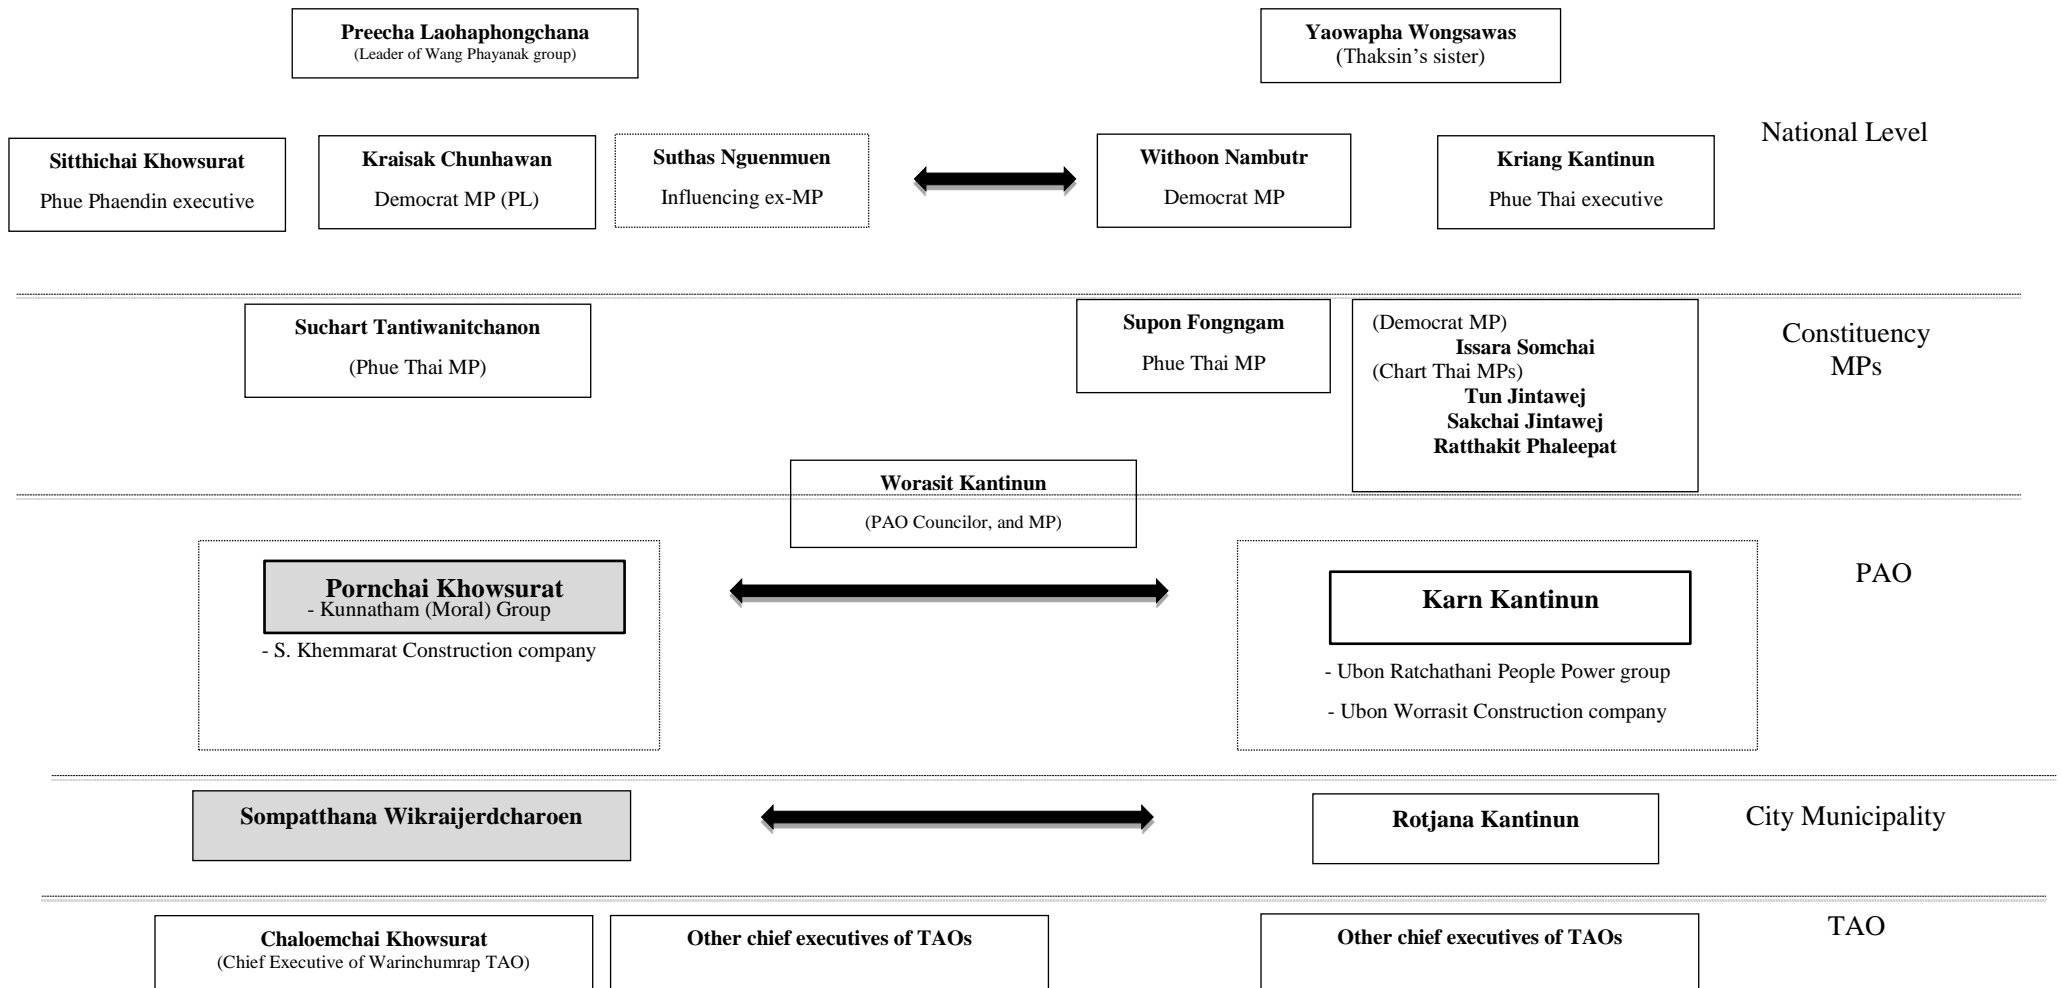 Preecha Laohaphongchana
(Leader of Wang Phayanak group)
Yaowapha Wongsawas
(Thaksin’s sister)
National Level
Sitthichai Khowsurat
Phue Phaendin executive
Kraisak Chunhawan
Democrat MP (PL)
Suthas Nguenmuen
Influencing ex-MP
Withoon Nambutr
Democrat MP
Kriang Kantinun
Phue Thai executive
Suchart Tantiwanitchanon
(Phue Thai MP)
Supon Fongngam
Phue Thai MP
(Democrat MP)
Issara Somchai
(Chart Thai MPs)
Tun Jintawej
Sakchai Jintawej
Ratthakit Phaleepat
Constituency
MPs
Worasit Kantinun
(PAO Councilor, and MP)
PAO
Pornchai Khowsurat
- Kunnatham (Moral) Group
- S. Khemmarat Construction company
Karn Kantinun
- Ubon Ratchathani People Power group
- Ubon Worrasit Construction company
Sompatthana Wikraijerdcharoen
Rotjana Kantinun
City Municipality
Chaloemchai Khowsurat
(Chief Executive of Warinchumrap TAO)
Other chief executives of TAOs
Other chief executives of TAOs
TAO